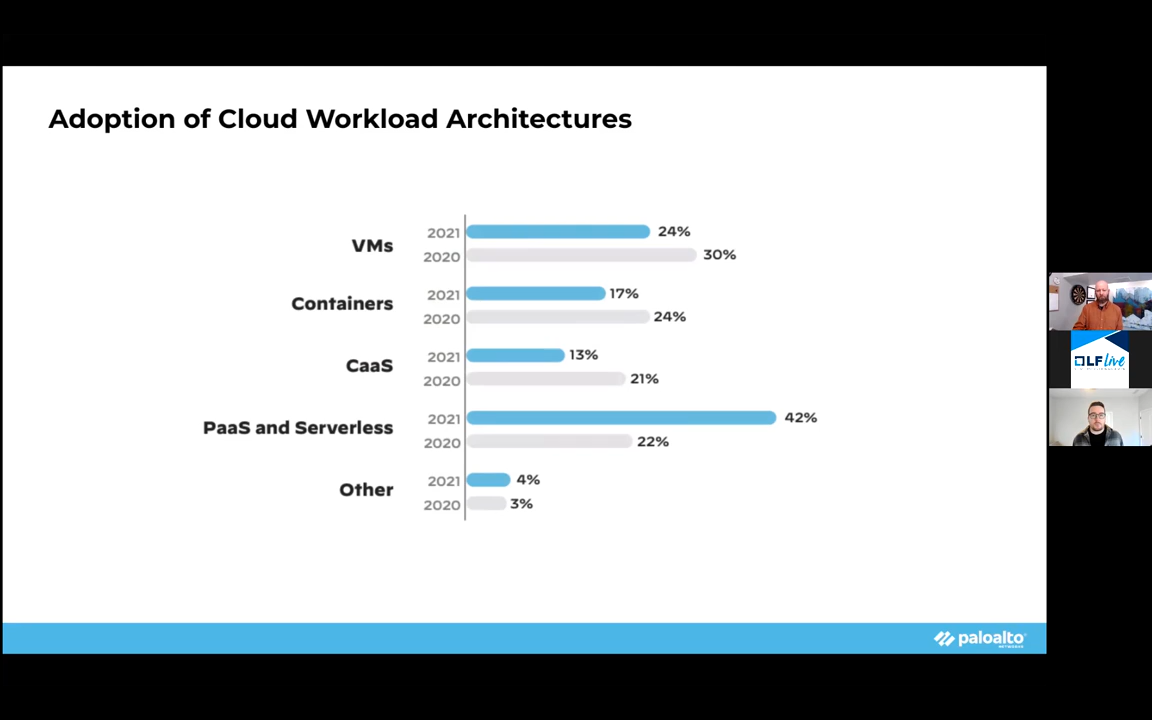 Adoption of Cloud Workload Architectures
VMs
2021 24%
2020 30%
Containers
2021 17%
2020 24%
CaaS
2021 13%
2020 21%
PaaS and Serverless
2021 42%
2020 22%
Other
2021 4%
2020 3%
paloalto
NETWORKS
LF live